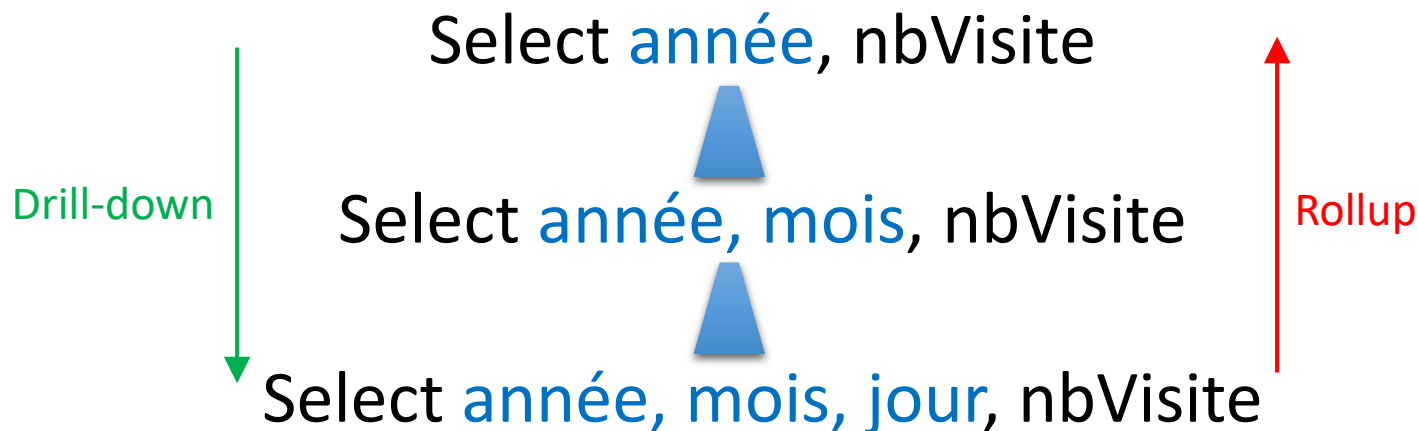 Select année, nbVisite
Drill-down
Select année, mois, nbVisite
Rollup
Select année, mois, jour, nbVisite